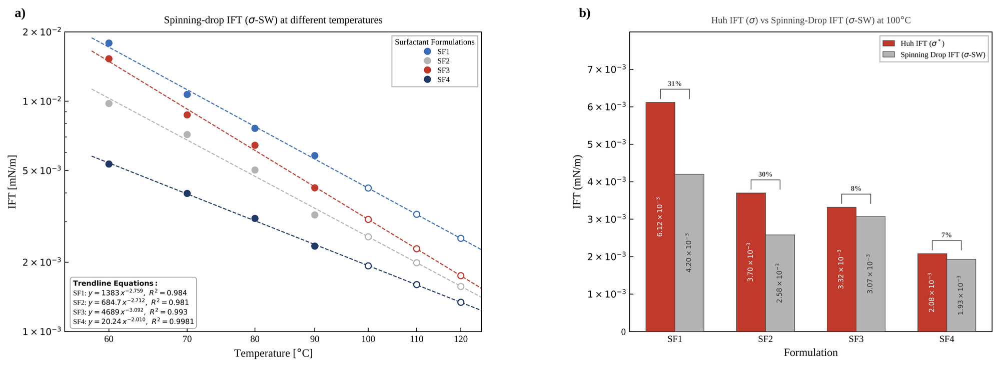 a)
Spinning-drop IFT (σ-SW) at different temperatures
2 × 10⁻²
1 × 10⁻²
5 × 10⁻³
2 × 10⁻³
1 × 10⁻³
IFT [mN/m]
Surfactant Formulations
SF1
SF2
SF3
SF4
Trendline Equations:
SF1: y = 1383 x⁻²·⁷⁵⁹, R² = 0.984
SF2: y = 684.7 x⁻²·⁷¹², R² = 0.981
SF3: y = 4689 x⁻³·⁰⁹², R² = 0.993
SF4: y = 20.24 x⁻²·⁰¹⁰, R² = 0.9981
60 70 80 90 100 110 120
Temperature [°C]
b)
Huh IFT (σ) vs Spinning-Drop IFT (σ-SW) at 100°C
Huh IFT (σ*)
Spinning Drop IFT (σ-SW)
7 × 10⁻³
6 × 10⁻³
5 × 10⁻³
4 × 10⁻³
3 × 10⁻³
2 × 10⁻³
1 × 10⁻³
0
IFT (mN/m)
31%
30%
8%
7%
6.12 × 10⁻³
4.20 × 10⁻³
3.70 × 10⁻³
2.58 × 10⁻³
3.32 × 10⁻³
3.07 × 10⁻³
2.08 × 10⁻³
1.93 × 10⁻³
SF1 SF2 SF3 SF4
Formulation